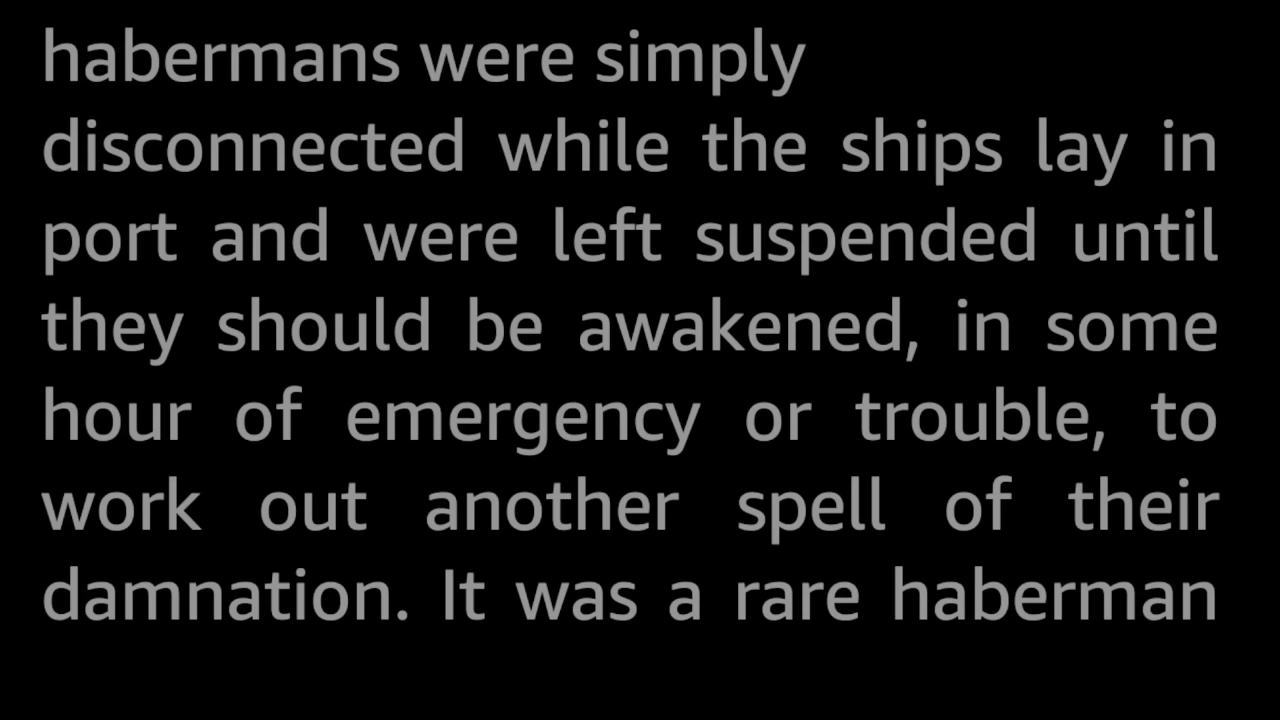 habermans were simply
disconnected while the ships lay in
port and were left suspended until
they should be awakened, in some
hour of emergency or trouble, to
work out another spell of their
damnation. It was a rare haberman